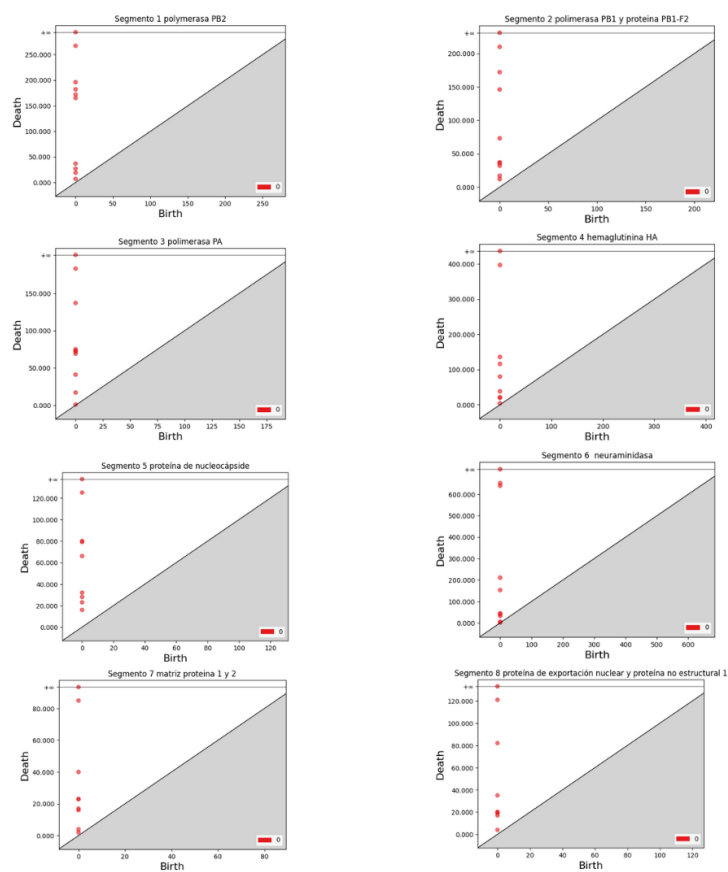 Segmento 1 polymerasa PB2
+∞
250.000
200.000
150.000
100.000
50.000
0.000
Death
0 50 100 150 200 250
Birth
0
Segmento 2 polimerasa PB1 y proteina PB1-F2
+∞
200.000
150.000
100.000
50.000
0.000
Death
0 50 100 150 200
Birth
0
Segmento 3 polimerasa PA
+∞
150.000
100.000
50.000
0.000
Death
0 25 50 75 100 125 150 175
Birth
0
Segmento 4 hemaglutinina HA
+∞
400.000
300.000
200.000
100.000
0.000
Death
0 100 200 300 400
Birth
0
Segmento 5 proteína de nucleocápside
+∞
120.000
100.000
80.000
60.000
40.000
20.000
0.000
Death
0 20 40 60 80 100 120
Birth
0
Segmento 6 neuraminidasa
+∞
600.000
500.000
400.000
300.000
200.000
100.000
0.000
Death
0 100 200 300 400 500 600
Birth
0
Segmento 7 matriz proteina 1 y 2
+∞
80.000
60.000
40.000
20.000
0.000
Death
0 20 40 60 80
Birth
0
Segmento 8 proteína de exportación nuclear y proteína no estructural 1
+∞
120.000
100.000
80.000
60.000
40.000
20.000
0.000
Death
0 20 40 60 80 100 120
Birth
0